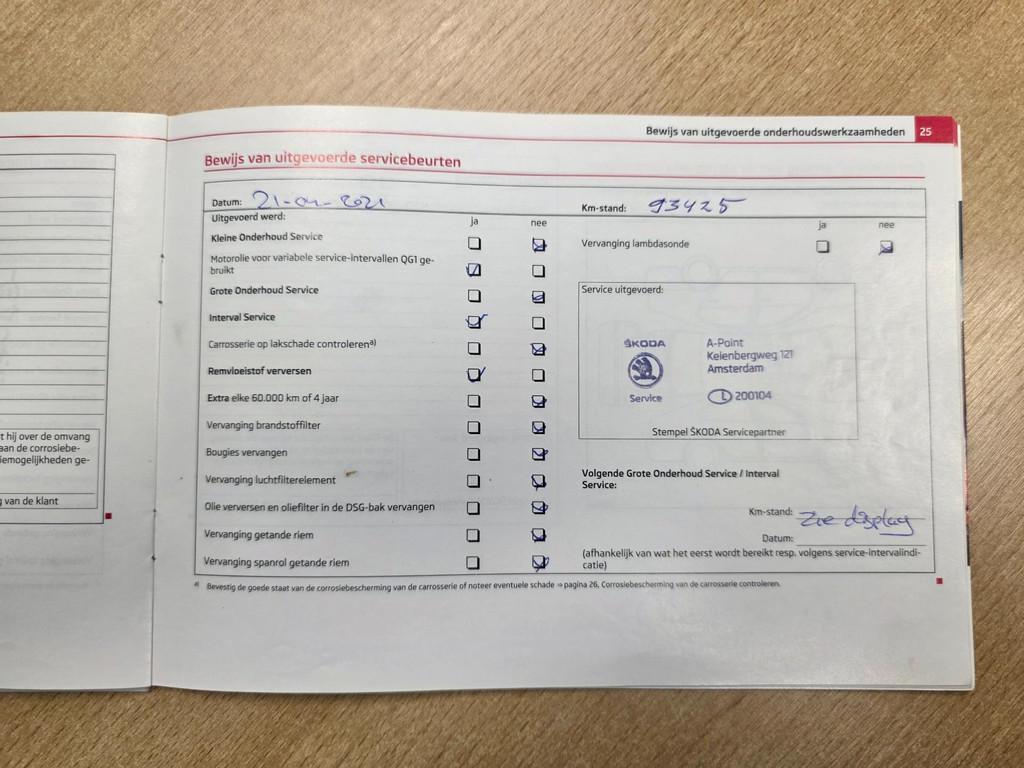 Bewijs van uitgevoerde onderhoudswerkzaamheden 25
Bewijs van uitgevoerde servicebeurten
Datum: 21-04-2021
Km-stand: 93425
Uitgevoerd werd:
ja nee
ja nee
Kleine Onderhoud Service
Vervanging lambdasonde
Motorolie voor variabele service-intervallen QG1 ge-
bruikt
Grote Onderhoud Service
Service uitgevoerd:
Interval Service
Carrosserie op lakschade controlerenᵃ⁾
Remvloeistof verversen
Extra elke 60.000 km of 4 jaar
Vervanging brandstoffilter
Bougies vervangen
Vervanging luchtfilterelement
Olie verversen en oliefilter in de DSG-bak vervangen
Vervanging getande riem
Vervanging spanrol getande riem
ŠKODA
Service
A-Point
Keienbergweg 121
Amsterdam
L 200104
Stempel ŠKODA Servicepartner
Volgende Grote Onderhoud Service / Interval
Service:
Km-stand: Zie display
Datum:
(afhankelijk van wat het eerst wordt bereikt resp. volgens service-intervalindi-
catie)
ᵃ⁾ Bevestig de goede staat van de corrosiebescherming van de carrosserie of noteer eventuele schade ⇒ pagina 26, Corrosiebescherming van de carrosserie controleren.
t hij over de omvang
aan de corrosiebe-
iemogelijkheden ge-
g van de klant